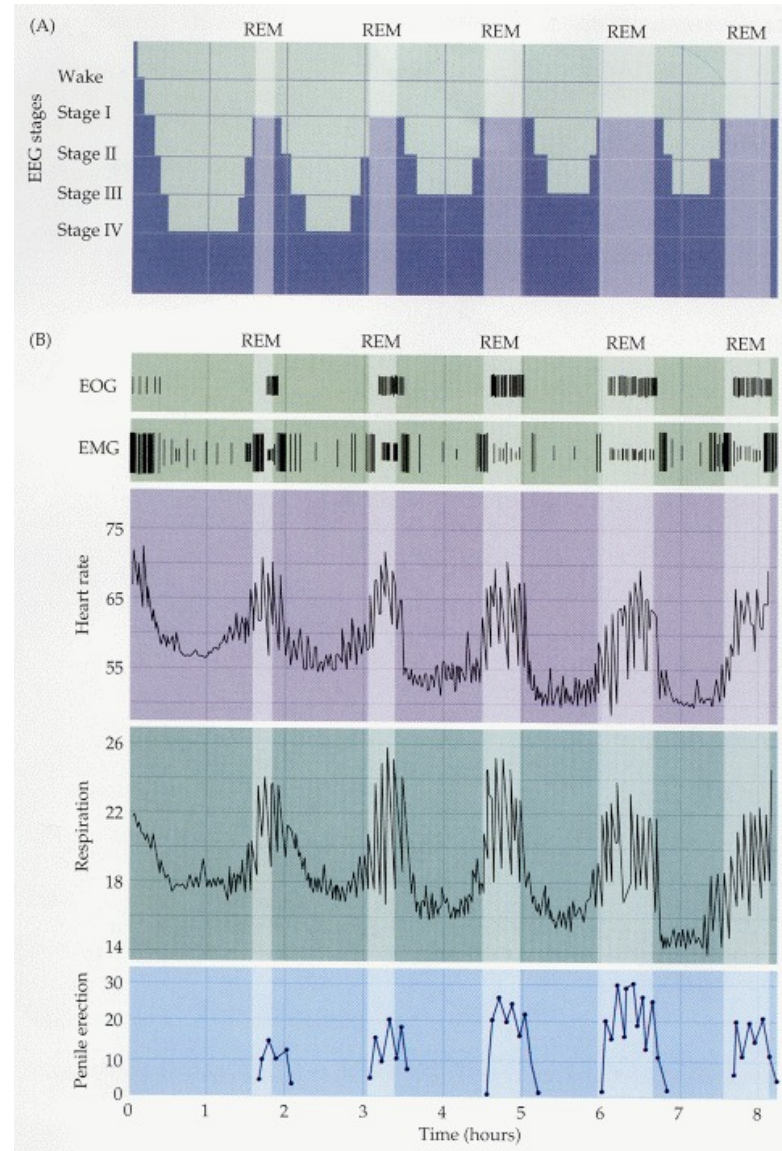 (A)
REM REM REM REM REM
EEG stages
Wake
Stage I
Stage II
Stage III
Stage IV
(B)
REM REM REM REM REM
EOG
EMG
Heart rate
75
65
55
Respiration
26
22
18
14
Penile erection
30
20
10
0
0 1 2 3 4 5 6 7 8
Time (hours)